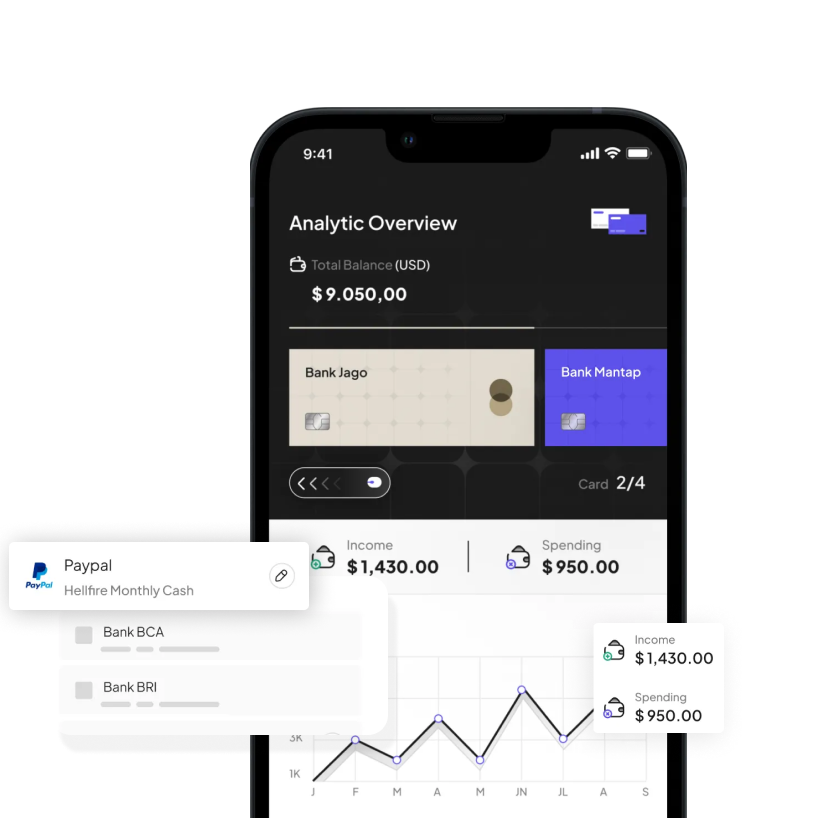 9:41
Analytic Overview
Total Balance (USD)
$9.050,00
Bank Jago
Bank Mantap
Card 2/4
Income
$1,430.00
Spending
$950.00
PayPal
Paypal
Hellfire Monthly Cash
Bank BCA
Bank BRI
Income
$1,430.00
Spending
$950.00
3K
1K
J F M A M JN JL A S